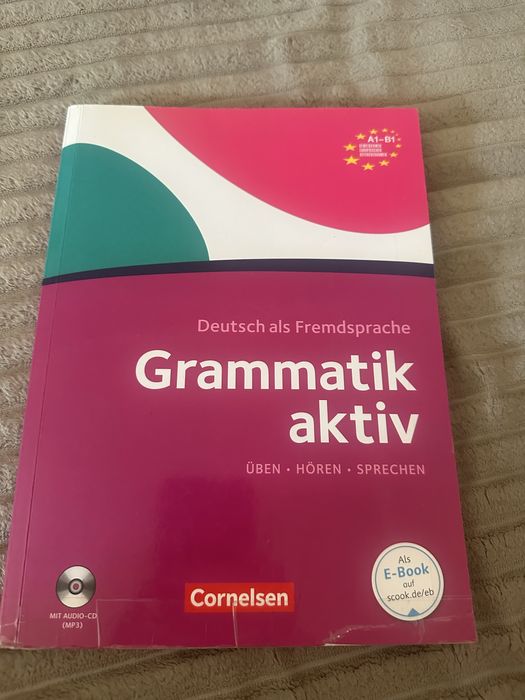 A1–B1
Deutsch als Fremdsprache
Grammatik
aktiv
ÜBEN • HÖREN • SPRECHEN
Als
E-Book
auf
scook.de/eb
MIT AUDIO-CD
(MP3)
Cornelsen